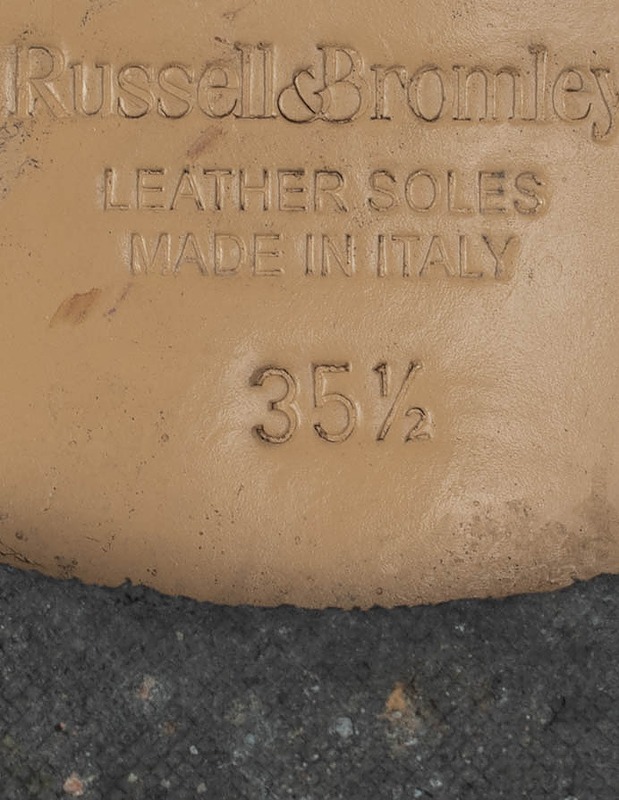 Russell&Bromley
LEATHER SOLES
MADE IN ITALY
35½